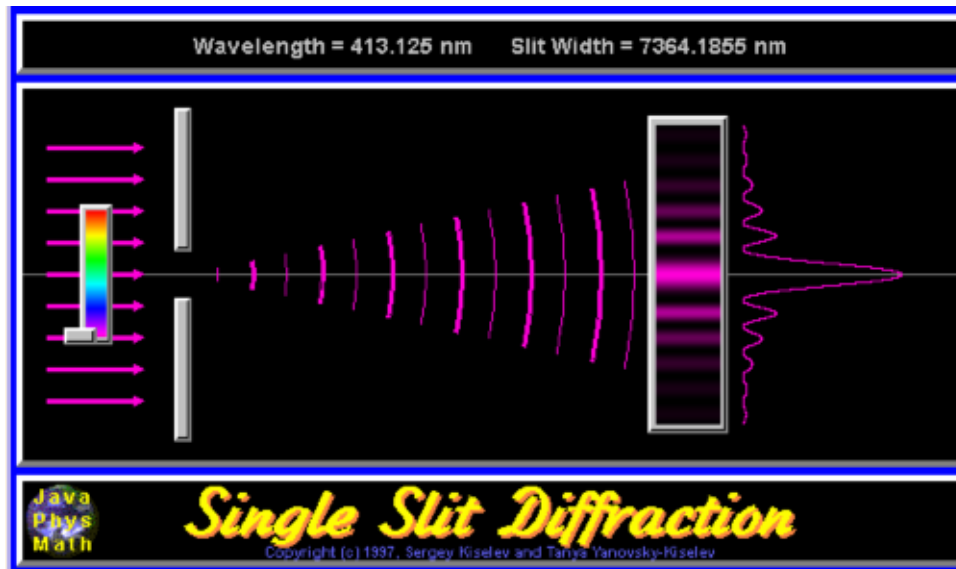 Wavelength = 413.125 nm Slit Width = 7364.1855 nm
Java
Phys
Math
Single Slit Diffraction
Copyright (c) 1997, Sergey Kiselev and Tanya Yanovsky-Kiselev